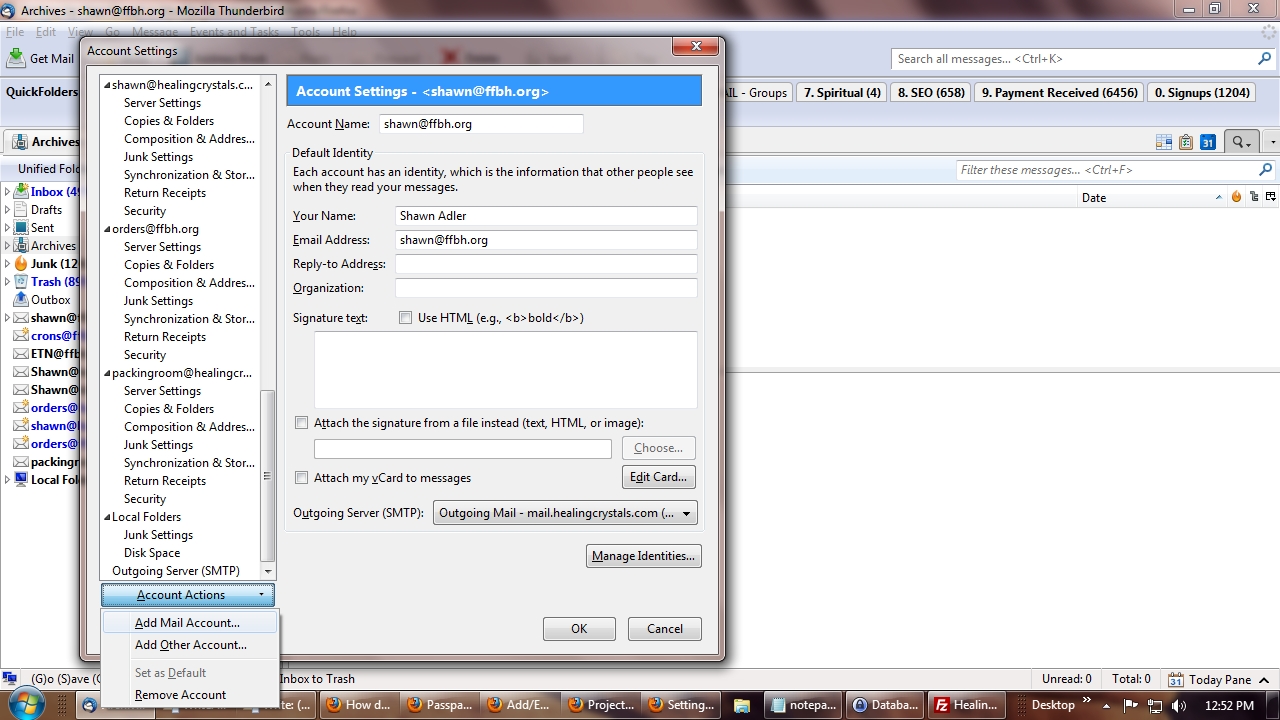 Archives - shawn@ffbh.org - Mozilla Thunderbird
File Edit View Go Message Events and Tasks Tools Help
Get Mail
Search all messages... <Ctrl+K>
QuickFolders
IL - Groups
7. Spiritual (4)
8. SEO (658)
9. Payment Received (6456)
0. Signups (1204)
Archives
31
Unified Fol
Filter these messages... <Ctrl+F>
Date
Inbox (49
Drafts
Sent
Archives
Junk (12
Trash (89
Outbox
shawn@
crons@f
ETN@ffb
Shawn@
Shawn@
orders@
shawn@
orders@
packingr
Local Fol
Account Settings
shawn@healingcrystals.c...
Server Settings
Copies & Folders
Composition & Addres...
Junk Settings
Synchronization & Stor...
Return Receipts
Security
orders@ffbh.org
Server Settings
Copies & Folders
Composition & Addres...
Junk Settings
Synchronization & Stor...
Return Receipts
Security
packingroom@healingcr...
Server Settings
Copies & Folders
Composition & Addres...
Junk Settings
Synchronization & Stor...
Return Receipts
Security
Local Folders
Junk Settings
Disk Space
Outgoing Server (SMTP)
Account Actions
Add Mail Account...
Add Other Account...
Set as Default
Remove Account
Account Settings - <shawn@ffbh.org>
Account Name: shawn@ffbh.org
Default Identity
Each account has an identity, which is the information that other people see
when they read your messages.
Your Name: Shawn Adler
Email Address: shawn@ffbh.org
Reply-to Address:
Organization:
Signature text: Use HTML (e.g., <b>bold</b>)
Attach the signature from a file instead (text, HTML, or image):
Choose...
Attach my vCard to messages
Edit Card...
Outgoing Server (SMTP): Outgoing Mail - mail.healingcrystals.com (...
Manage Identities...
OK Cancel
(G)o (S)ave (C
Inbox to Trash
Unread: 0 Total: 0 31 Today Pane
How d...
Passpa...
Add/E...
Project...
Setting...
notepa...
Databa...
Healin...
Desktop
12:52 PM